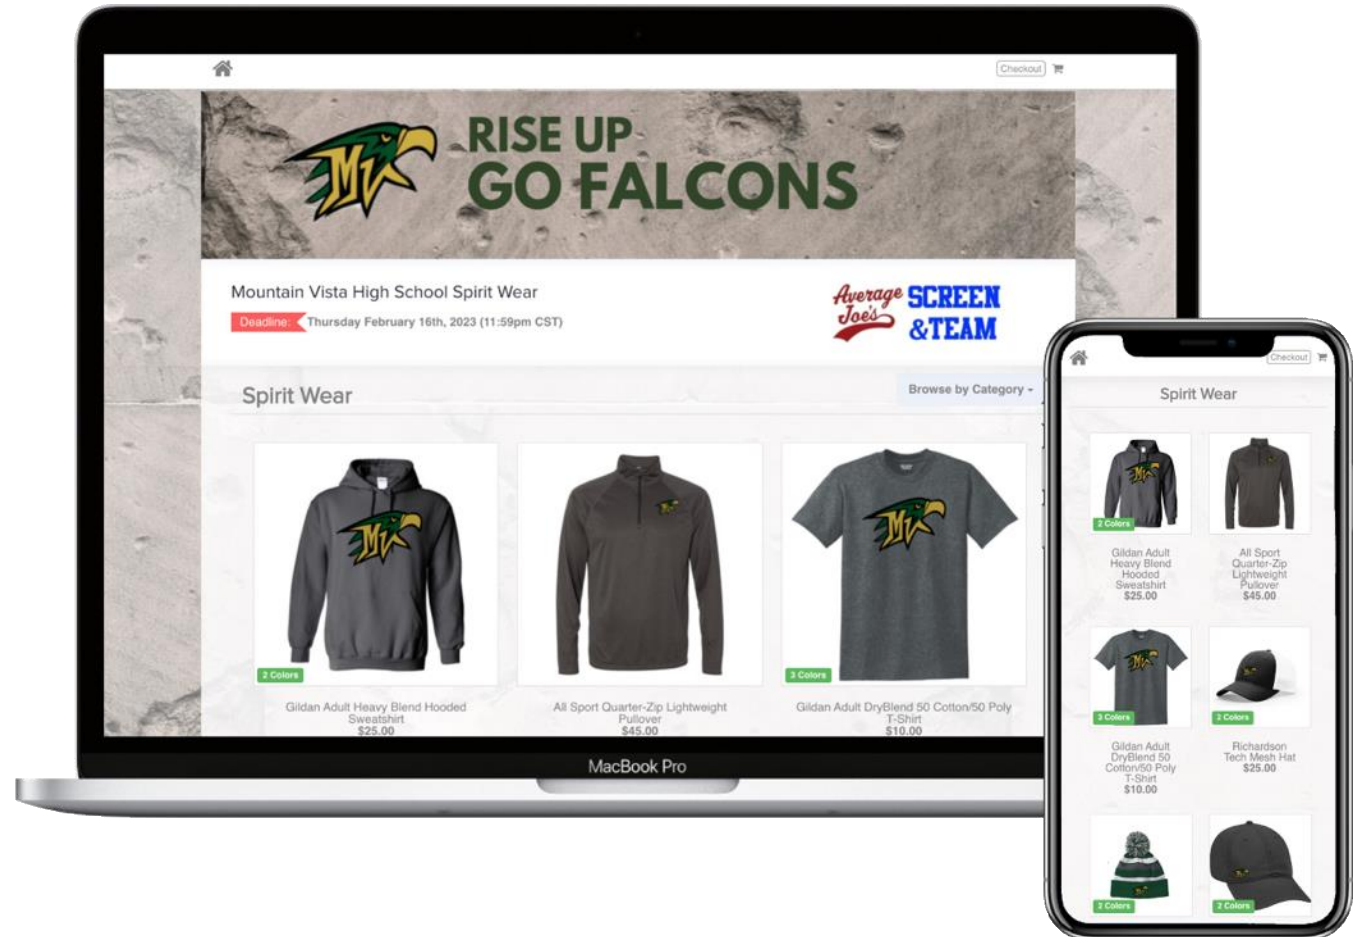 Checkout
MV
RISE UP
GO FALCONS
Mountain Vista High School Spirit Wear
Average Joe's
SCREEN
&TEAM
Deadline:
Thursday February 16th, 2023 (11:59pm CST)
Spirit Wear
Browse by Category
MV
MV
2 Colors
3 Colors
Gildan Adult Heavy Blend Hooded
Sweatshirt
$25.00
All Sport Quarter-Zip Lightweight
Pullover
$45.00
Gildan Adult DryBlend 50 Cotton/50 Poly
T-Shirt
$10.00
MacBook Pro
Checkout
Spirit Wear
MV
2 Colors
Gildan Adult
Heavy Blend
Hooded
Sweatshirt
$25.00
All Sport
Quarter-Zip
Lightweight
Pullover
$45.00
MV
3 Colors
2 Colors
Gildan Adult
DryBlend 50
Cotton/50 Poly
T-Shirt
$10.00
Richardson
Tech Mesh Hat
$25.00
2 Colors
2 Colors